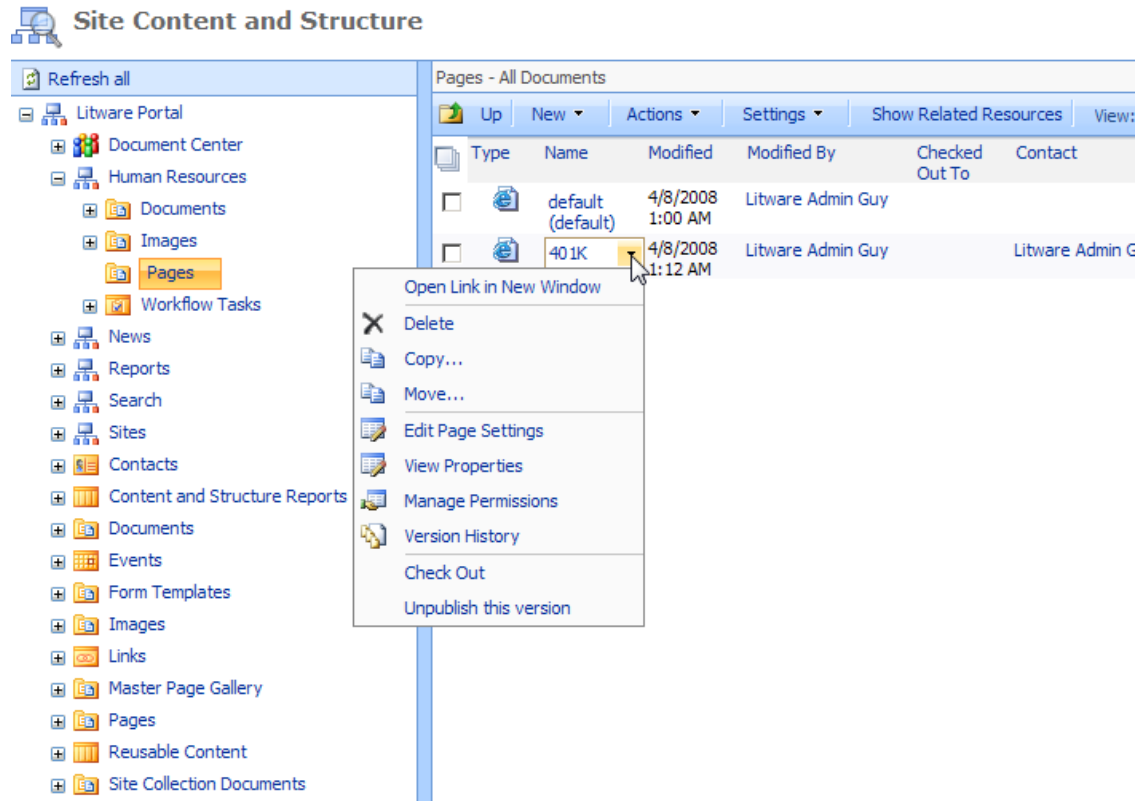 Site Content and Structure
Refresh all
Litware Portal
Document Center
Human Resources
Documents
Images
Pages
Workflow Tasks
News
Reports
Search
Sites
Contacts
Content and Structure Reports
Documents
Events
Form Templates
Images
Links
Master Page Gallery
Pages
Reusable Content
Site Collection Documents
Pages - All Documents
Up New Actions Settings Show Related Resources View:
Type Name Modified Modified By Checked Contact
Out To
default 4/8/2008 Litware Admin Guy
(default) 1:00 AM
401K 4/8/2008 Litware Admin Guy Litware Admin G
1:12 AM
Open Link in New Window
Delete
Copy...
Move...
Edit Page Settings
View Properties
Manage Permissions
Version History
Check Out
Unpublish this version